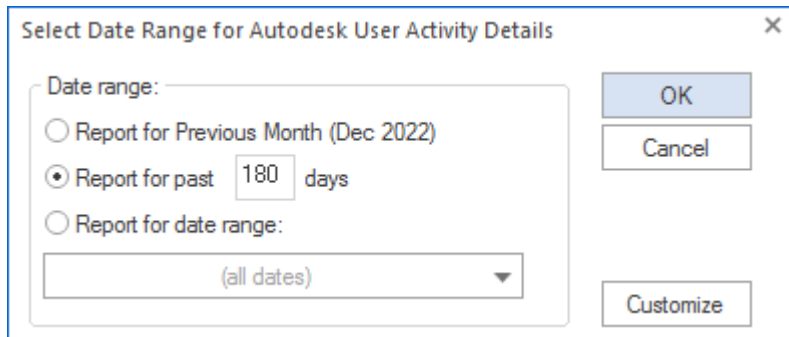 Select Date Range for Autodesk User Activity Details
Date range:
Report for Previous Month (Dec 2022)
Report for past 180 days
Report for date range:
(all dates)
OK
Cancel
Customize